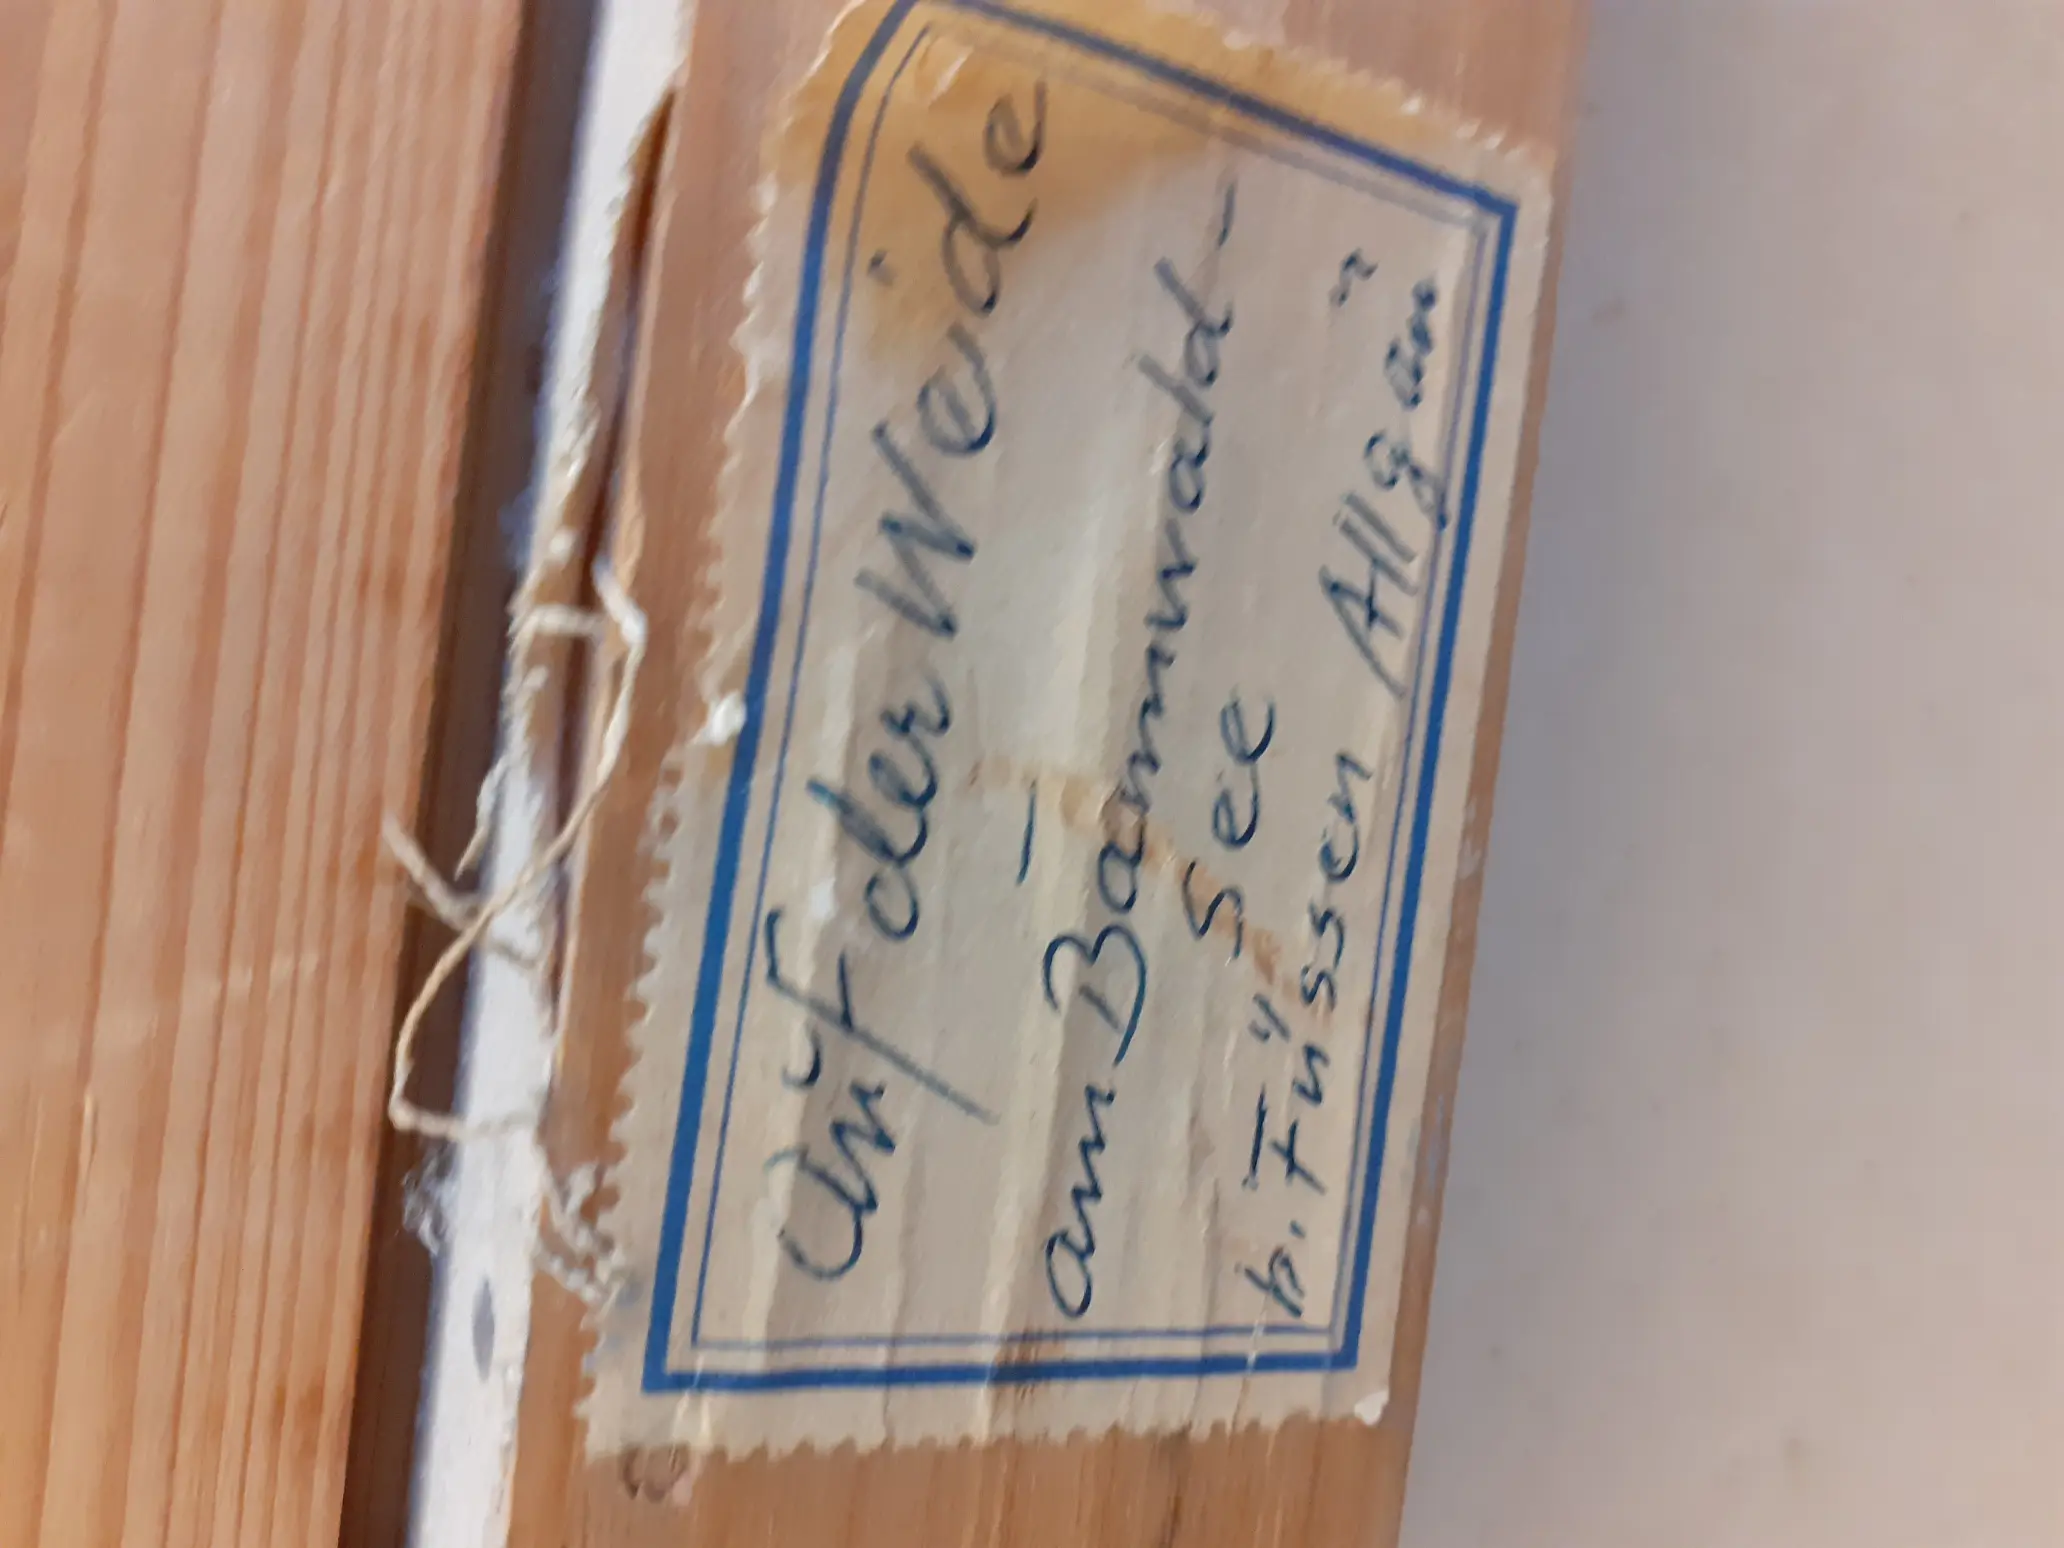 Auf der Weide
—
am Bannwald-
See
b. Füssen Allgäu